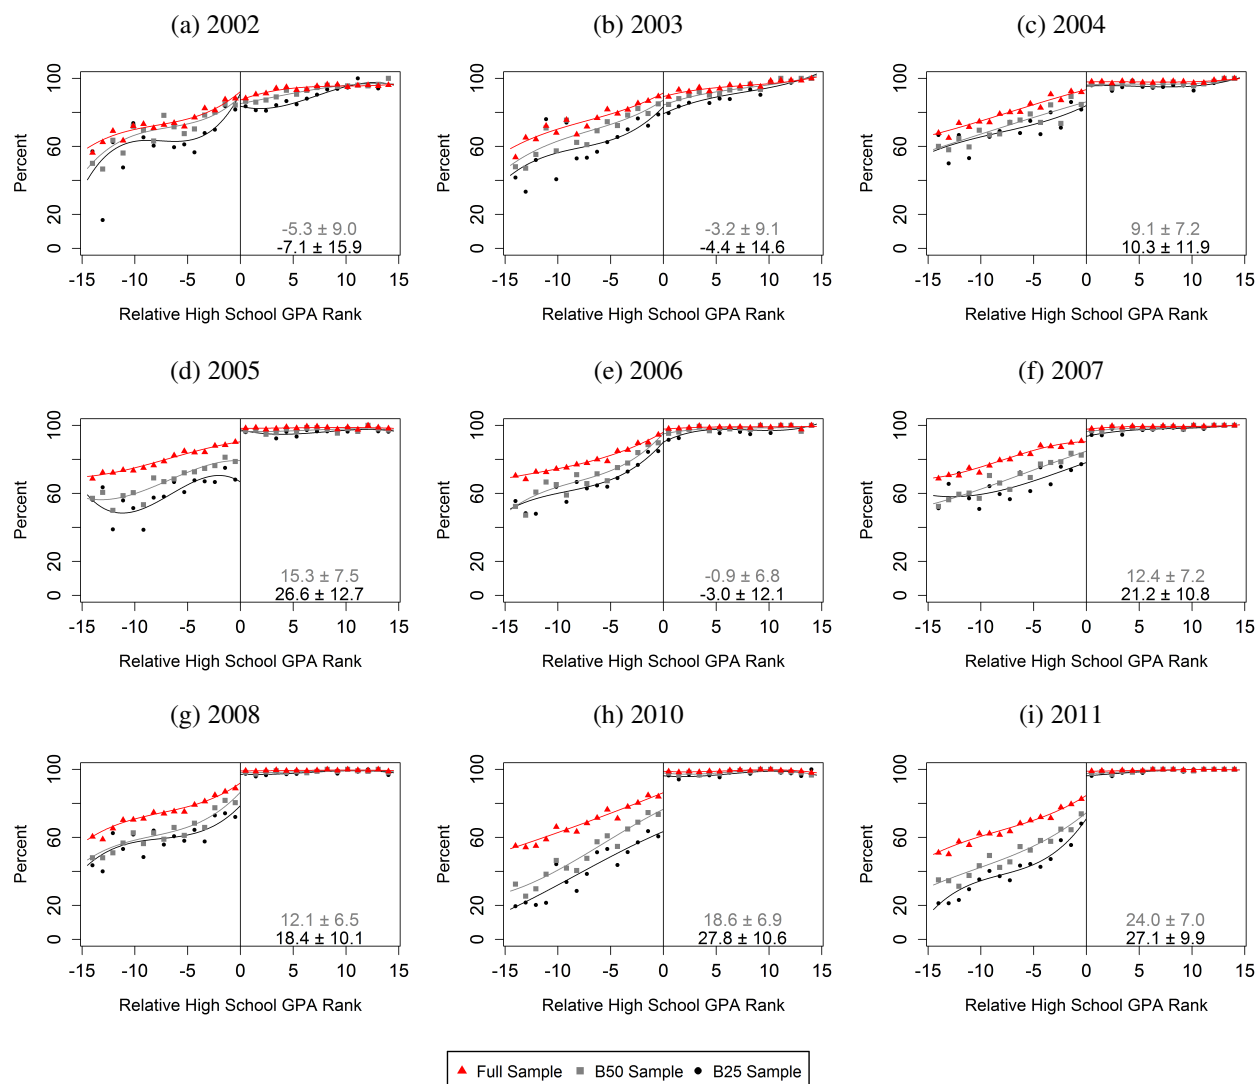 (a) 2002
(b) 2003
(c) 2004
Percent
0 20 60 100
-5.3 ± 9.0
-7.1 ± 15.9
-15 -10 -5 0 5 10 15
Relative High School GPA Rank
Percent
0 20 60 100
-3.2 ± 9.1
-4.4 ± 14.6
-15 -10 -5 0 5 10 15
Relative High School GPA Rank
Percent
0 20 60 100
9.1 ± 7.2
10.3 ± 11.9
-15 -10 -5 0 5 10 15
Relative High School GPA Rank
(d) 2005
(e) 2006
(f) 2007
Percent
0 20 60 100
15.3 ± 7.5
26.6 ± 12.7
-15 -10 -5 0 5 10 15
Relative High School GPA Rank
Percent
0 20 60 100
-0.9 ± 6.8
-3.0 ± 12.1
-15 -10 -5 0 5 10 15
Relative High School GPA Rank
Percent
0 20 60 100
12.4 ± 7.2
21.2 ± 10.8
-15 -10 -5 0 5 10 15
Relative High School GPA Rank
(g) 2008
(h) 2010
(i) 2011
Percent
0 20 60 100
12.1 ± 6.5
18.4 ± 10.1
-15 -10 -5 0 5 10 15
Relative High School GPA Rank
Percent
0 20 60 100
18.6 ± 6.9
27.8 ± 10.6
-15 -10 -5 0 5 10 15
Relative High School GPA Rank
Percent
0 20 60 100
24.0 ± 7.0
27.1 ± 9.9
-15 -10 -5 0 5 10 15
Relative High School GPA Rank
Full Sample B50 Sample B25 Sample